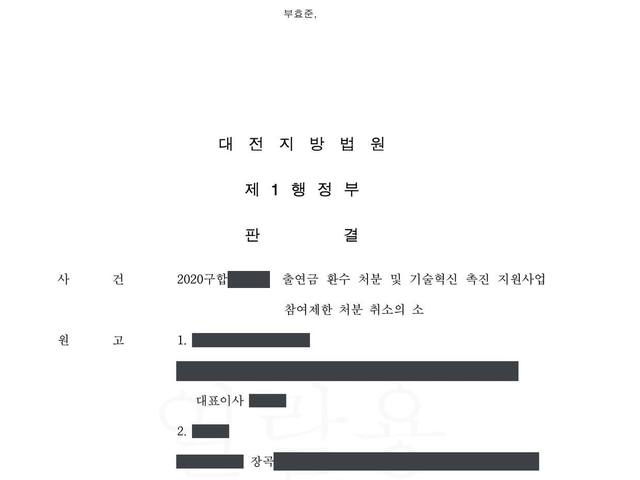 부효준,
대 전 지 방 법 원
제 1 행 정 부
판 결
사 건 2020구합 출연금 환수 처분 및 기술혁신 촉진 지원사업
참여제한 처분 취소의 소
원 고 1.
대표이사
2.
장곡
열람용